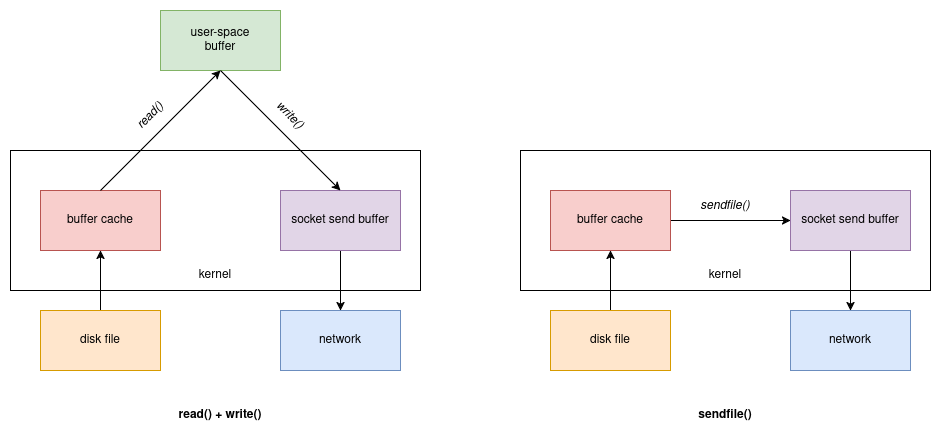 user-space
buffer
read()
write()
buffer cache
socket send buffer
kernel
disk file
network
read() + write()
buffer cache
sendfile()
socket send buffer
kernel
disk file
network
sendfile()